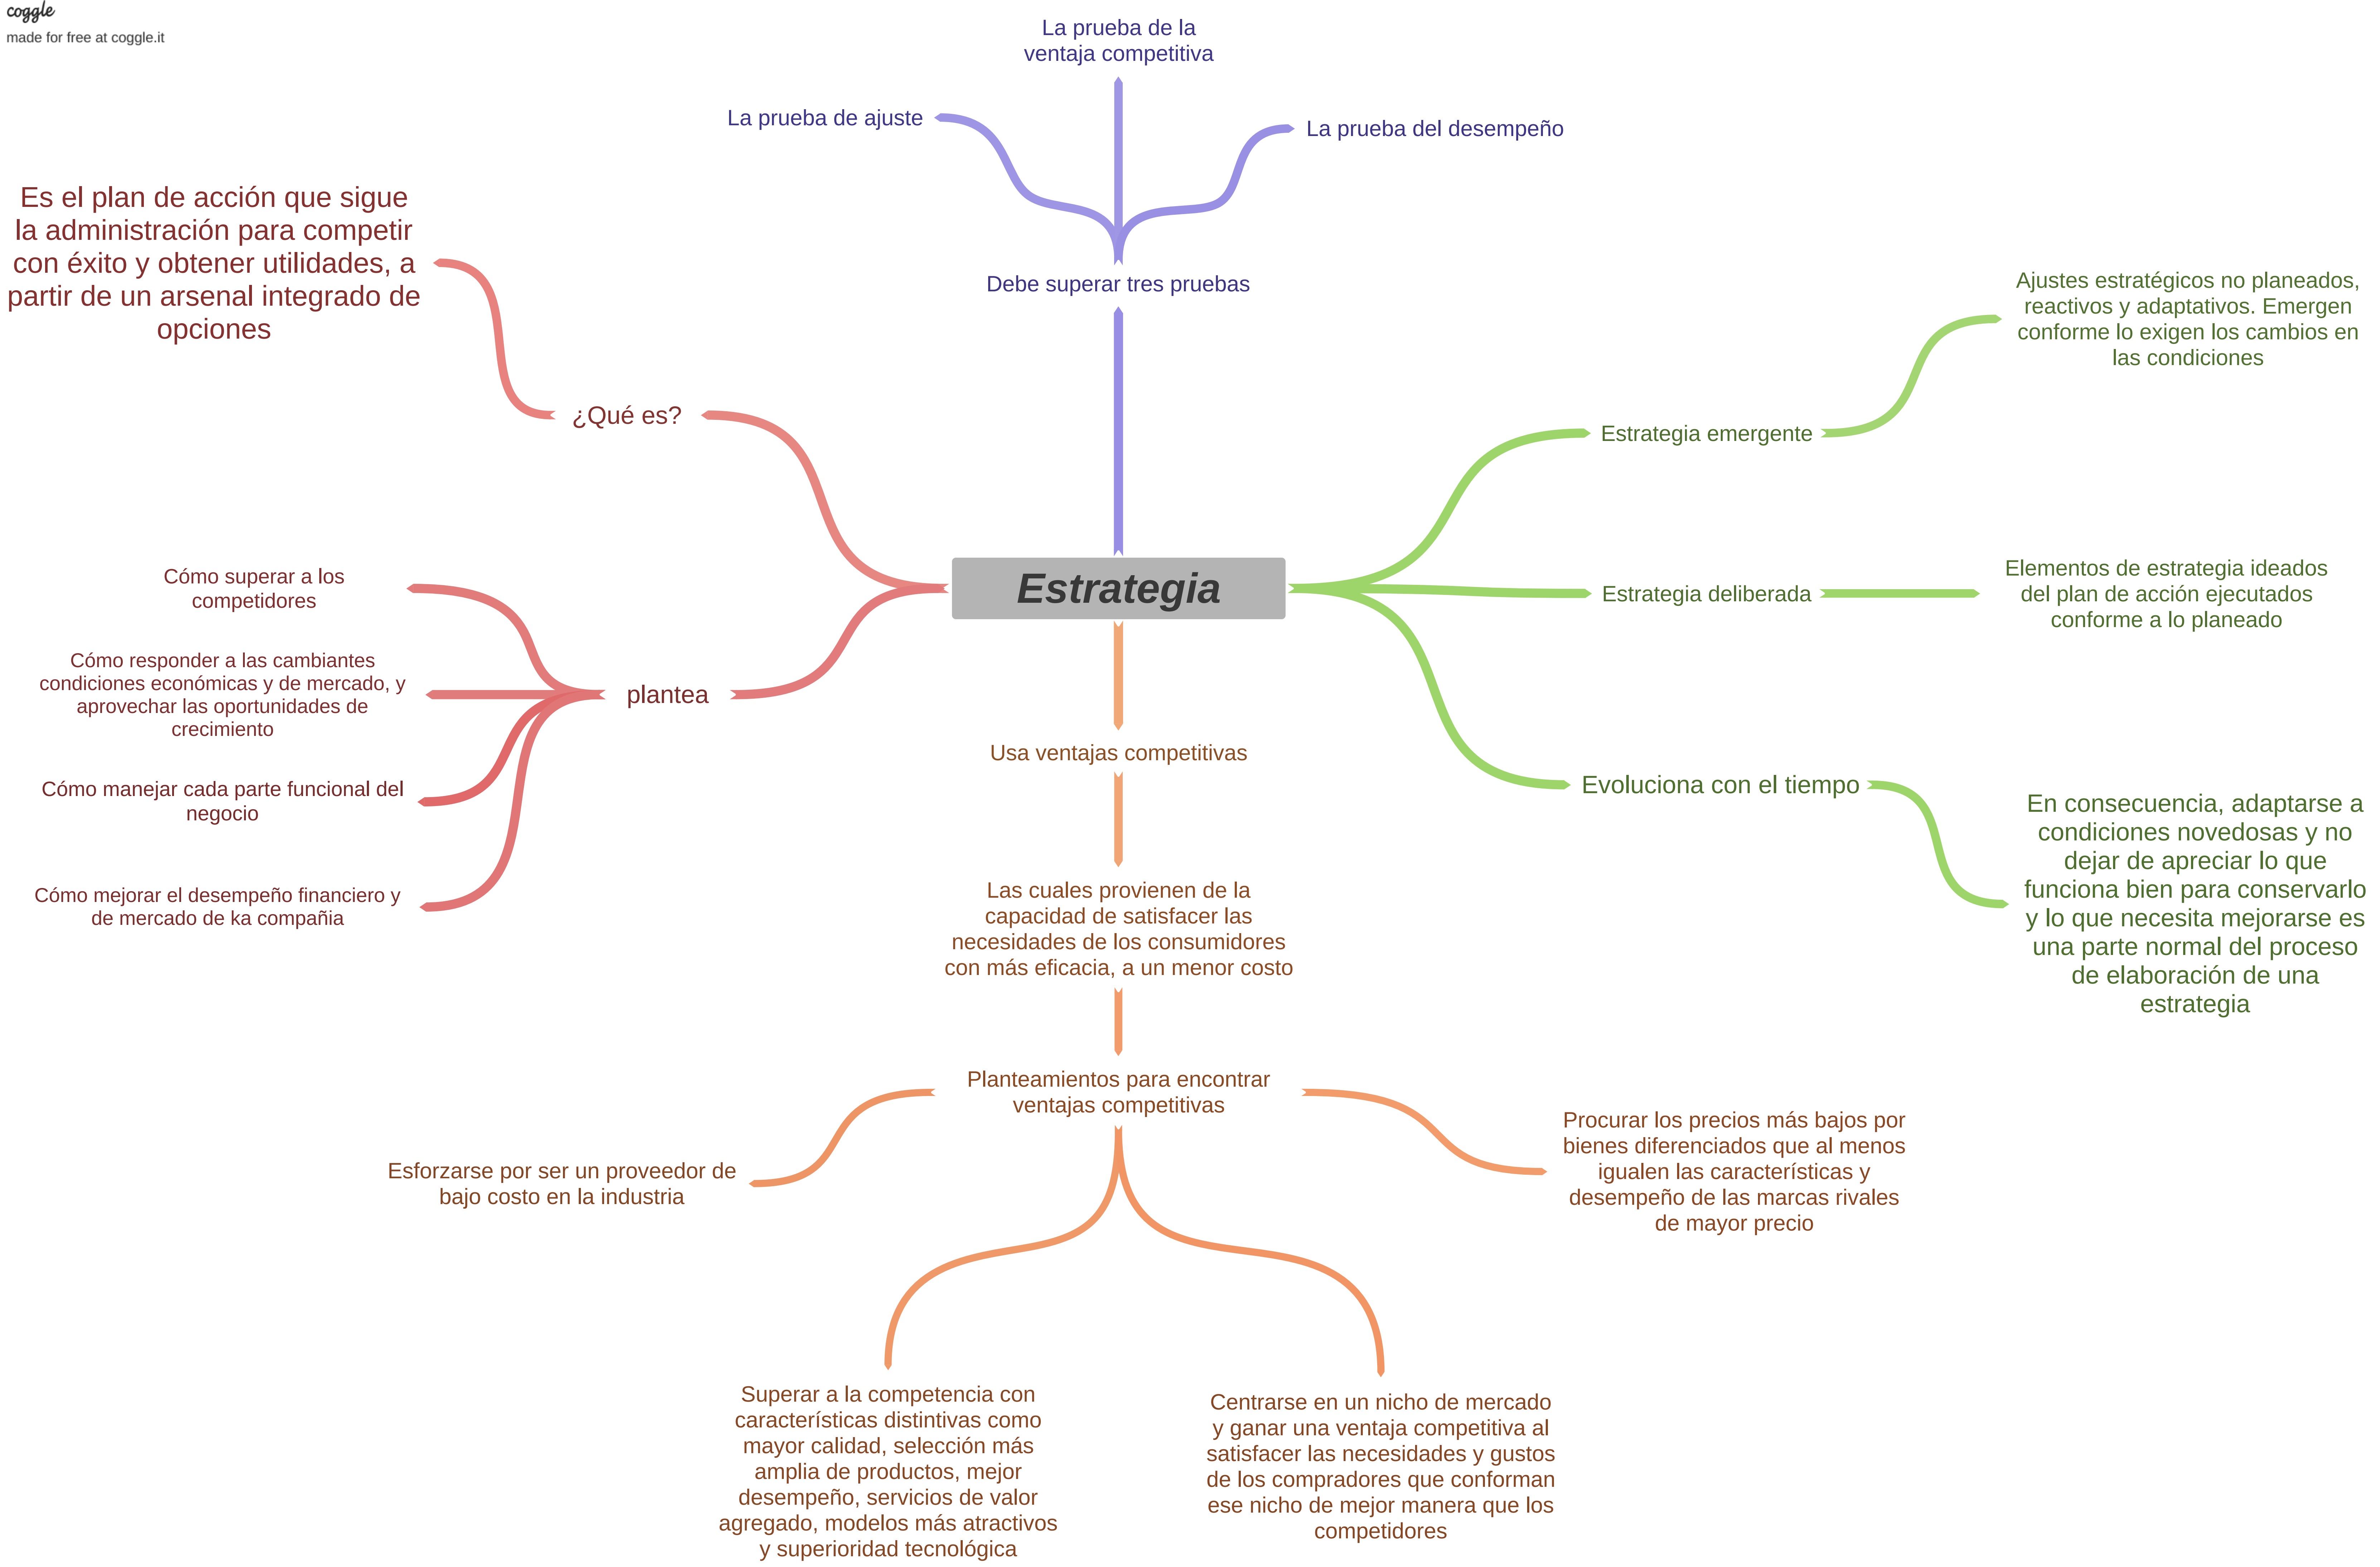 coggle
made for free at coggle.it
La prueba de la
ventaja competitiva
La prueba de ajuste
La prueba del desempeño
Debe superar tres pruebas
Es el plan de acción que sigue
la administración para competir
con éxito y obtener utilidades, a
partir de un arsenal integrado de
opciones
¿Qué es?
Estrategia
plantea
Cómo superar a los
competidores
Cómo responder a las cambiantes
condiciones económicas y de mercado, y
aprovechar las oportunidades de
crecimiento
Cómo manejar cada parte funcional del
negocio
Cómo mejorar el desempeño financiero y
de mercado de ka compañia
Estrategia emergente
Ajustes estratégicos no planeados,
reactivos y adaptativos. Emergen
conforme lo exigen los cambios en
las condiciones
Estrategia deliberada
Elementos de estrategia ideados
del plan de acción ejecutados
conforme a lo planeado
Evoluciona con el tiempo
En consecuencia, adaptarse a
condiciones novedosas y no
dejar de apreciar lo que
funciona bien para conservarlo
y lo que necesita mejorarse es
una parte normal del proceso
de elaboración de una
estrategia
Usa ventajas competitivas
Las cuales provienen de la
capacidad de satisfacer las
necesidades de los consumidores
con más eficacia, a un menor costo
Planteamientos para encontrar
ventajas competitivas
Esforzarse por ser un proveedor de
bajo costo en la industria
Procurar los precios más bajos por
bienes diferenciados que al menos
igualen las características y
desempeño de las marcas rivales
de mayor precio
Superar a la competencia con
características distintivas como
mayor calidad, selección más
amplia de productos, mejor
desempeño, servicios de valor
agregado, modelos más atractivos
y superioridad tecnológica
Centrarse en un nicho de mercado
y ganar una ventaja competitiva al
satisfacer las necesidades y gustos
de los compradores que conforman
ese nicho de mejor manera que los
competidores